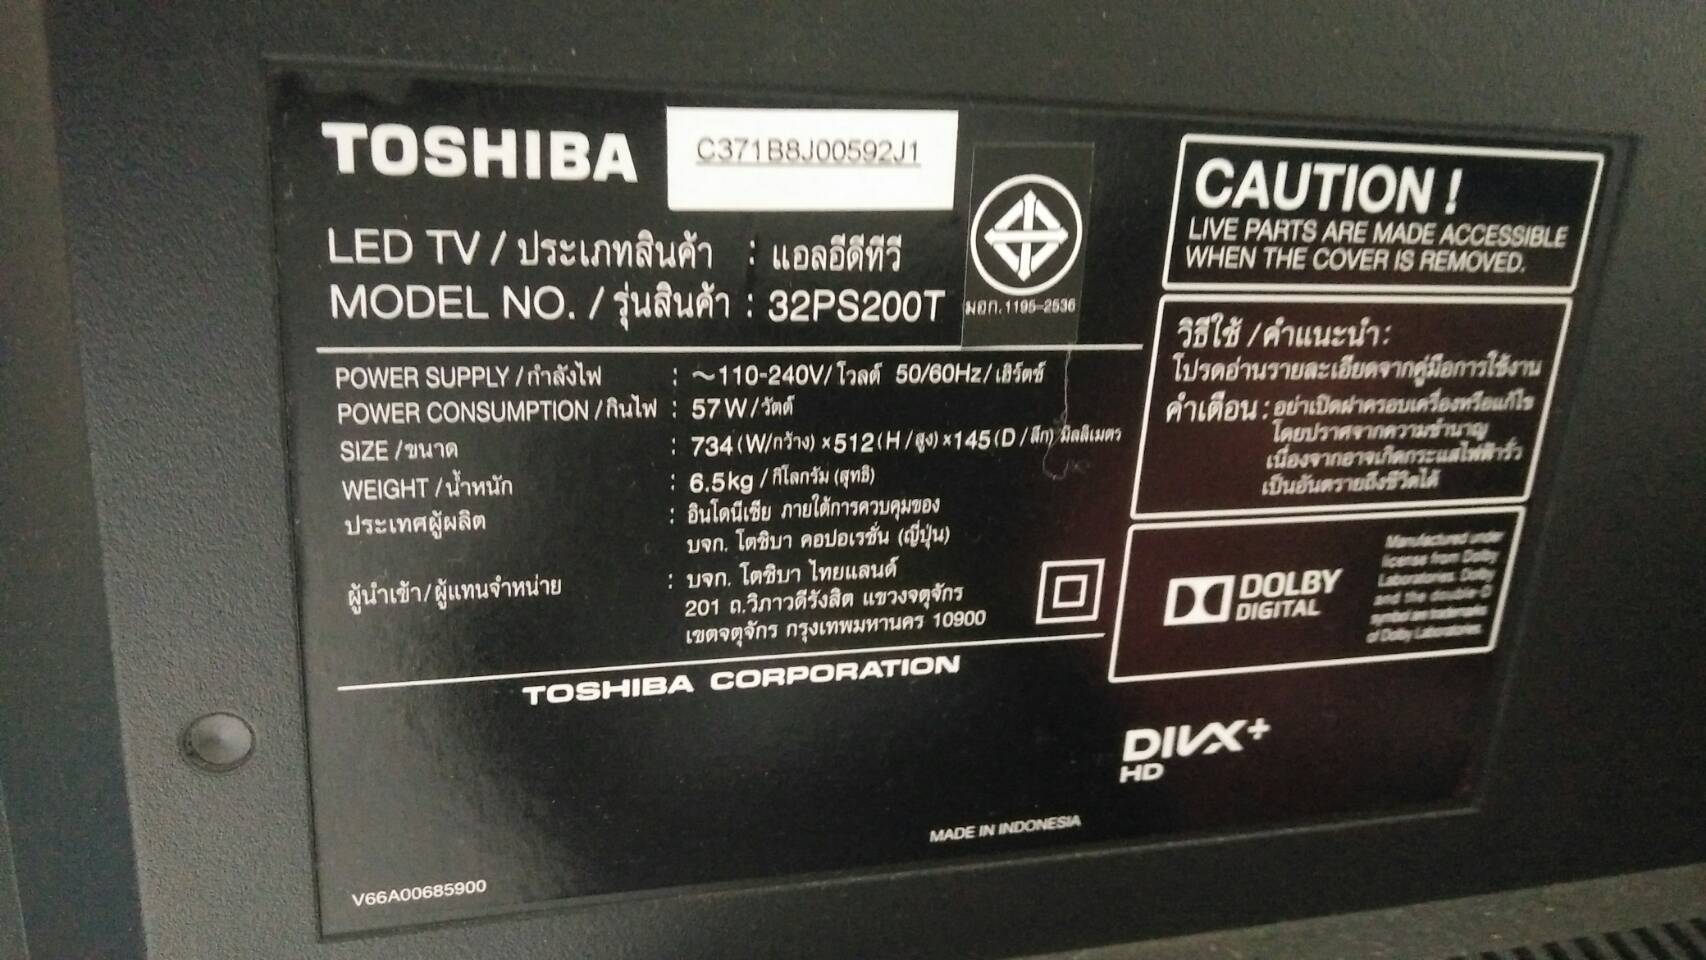 TOSHIBA
C371B8J00592J1
LED TV / ประเภทสินค้า : แอลอีดีทีวี
MODEL NO. / รุ่นสินค้า : 32PS200T
มอก. 1195-2536
POWER SUPPLY / กำลังไฟ : ～110-240V / โวลต์ 50/60Hz / เฮิร์ตซ์
POWER CONSUMPTION / กินไฟ : 57W / วัตต์
SIZE / ขนาด : 734 (W/กว้าง) x 512 (H / สูง) x 145 (D / ลึก) มิลลิเมตร
WEIGHT / น้ำหนัก : 6.5kg / กิโลกรัม (สุทธิ)
ประเทศผู้ผลิต : อินโดนีเซีย ภายใต้การควบคุมของ
บจก. โตชิบา คอปอเรชั่น (ญี่ปุ่น)
ผู้นำเข้า/ผู้แทนจำหน่าย : บจก. โตชิบา ไทยแลนด์
201 ถ.วิภาวดีรังสิต แขวงจตุจักร
เขตจตุจักร กรุงเทพมหานคร 10900
TOSHIBA CORPORATION
CAUTION !
LIVE PARTS ARE MADE ACCESSIBLE
WHEN THE COVER IS REMOVED.
วิธีใช้ / คำแนะนำ :
โปรดอ่านรายละเอียดจากคู่มือการใช้งาน
คำเตือน : อย่าเปิดฝาครอบเครื่องหรือแก้ไข
โดยปราศจากความชำนาญ
เนื่องจากอาจเกิดกระแสไฟฟ้ารั่ว
เป็นอันตรายถึงชีวิตได้
DOLBY
DIGITAL
Manufactured under
license from Dolby
Laboratories. Dolby
and the double-D
symbol are trademarks
of Dolby Laboratories.
DIVX+
HD
MADE IN INDONESIA
V66A00685900